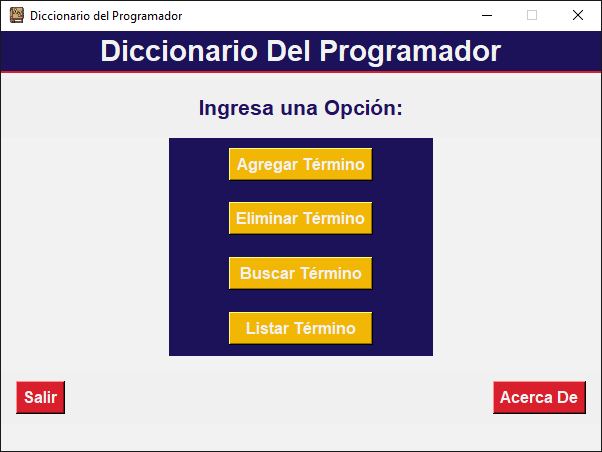 Diccionario del Programador
Diccionario Del Programador
Ingresa una Opción:
Agregar Término
Eliminar Término
Buscar Término
Listar Término
Salir
Acerca De